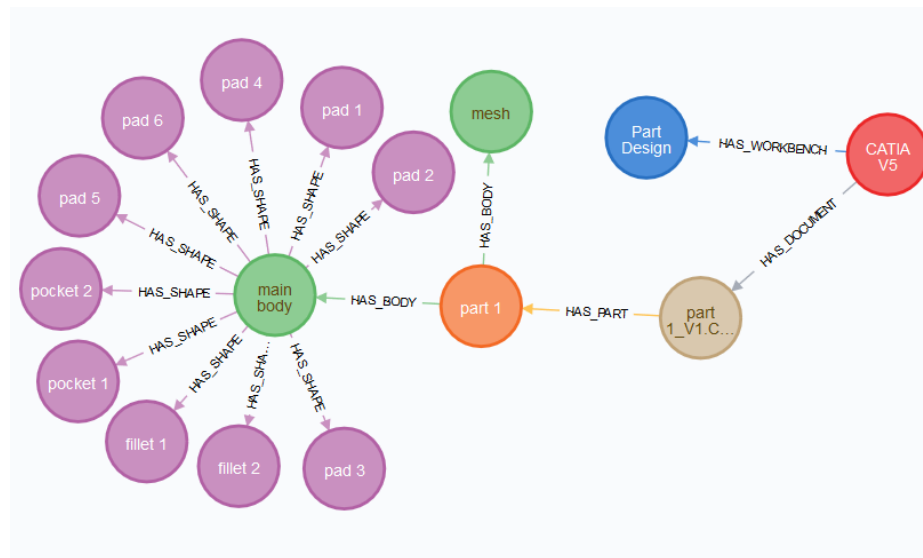 pad 4
pad 1
pad 6
mesh
Part
Design
HAS_WORKBENCH
CATIA
V5
pad 2
HAS_SHAPE
HAS_SHAPE
HAS_SHAPE
HAS_SHAPE
pad 5
HAS_SHAPE
HAS_BODY
HAS_DOCUMENT
pocket 2
HAS_SHAPE
main
body
HAS_BODY
part 1
HAS_PART
part
1_V1.C...
HAS_SHAPE
pocket 1
HAS_SHAPE
HAS_SHA...
HAS_SHAPE
fillet 1
fillet 2
pad 3